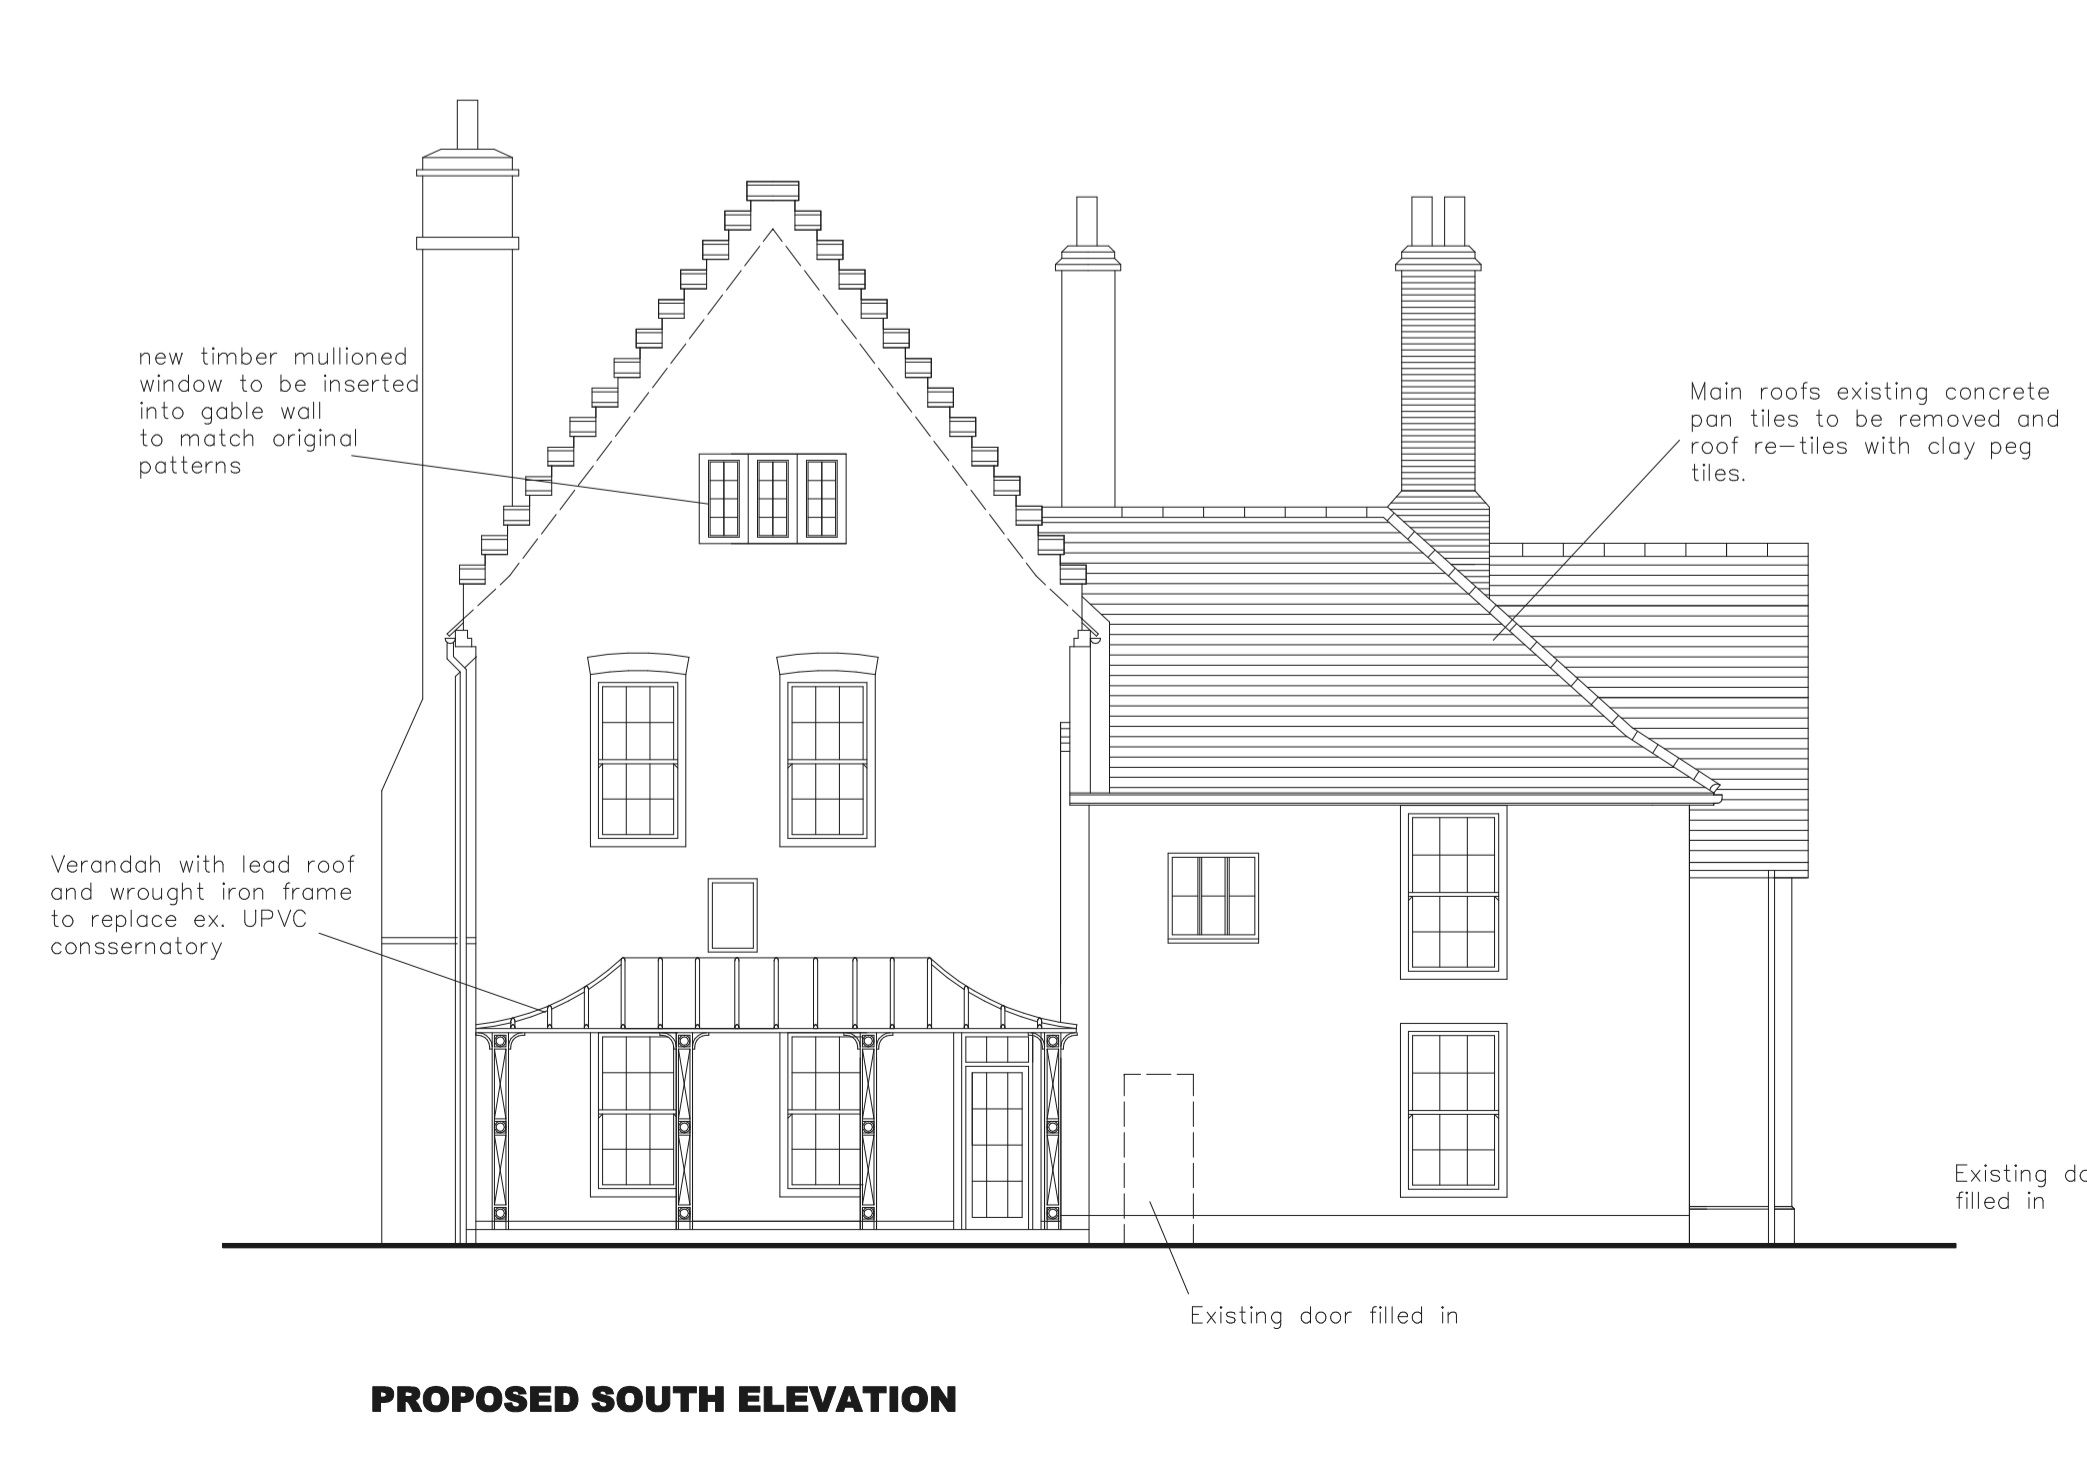 new timber mullioned
window to be inserted
into gable wall
to match original
patterns
Main roofs existing concrete
pan tiles to be removed and
roof re-tiles with clay peg
tiles.
Verandah with lead roof
and wrought iron frame
to replace ex. UPVC
conssernatory
Existing
filled in
Existing door filled in
PROPOSED SOUTH ELEVATION